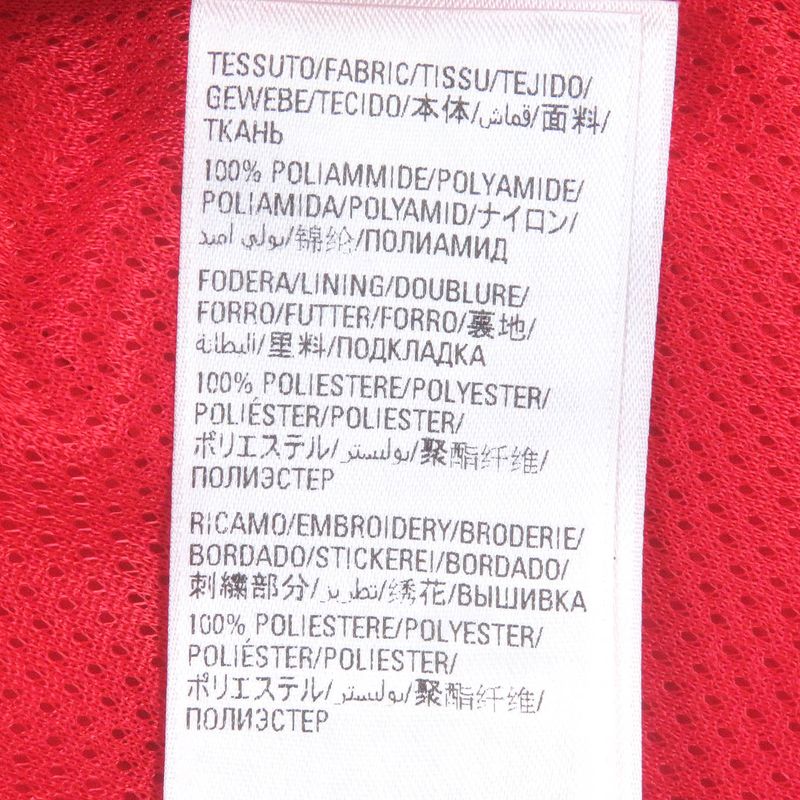 TESSUTO/FABRIC/TISSU/TEJIDO/
GEWEBE/TECIDO/本体/قماش/面料/
ТКАНЬ
100% POLIAMMIDE/POLYAMIDE/
POLIAMIDA/POLYAMID/ナイロン/
بولي اميد/锦纶/ПОЛИАМИД
FODERA/LINING/DOUBLURE/
FORRO/FUTTER/FORRO/裏地/
البطانة/里料/ПОДКЛАДКА
100% POLIESTERE/POLYESTER/
POLIÉSTER/POLIESTER/
ポリエステル/بوليستر/聚酯纤维/
ПОЛИЭСТЕР
RICAMO/EMBROIDERY/BRODERIE/
BORDADO/STICKEREI/BORDADO/
刺繍部分/تطريز/绣花/ВЫШИВКА
100% POLIESTERE/POLYESTER/
POLIÉSTER/POLIESTER/
ポリエステル/بوليستر/聚酯纤维/
ПОЛИЭСТЕР